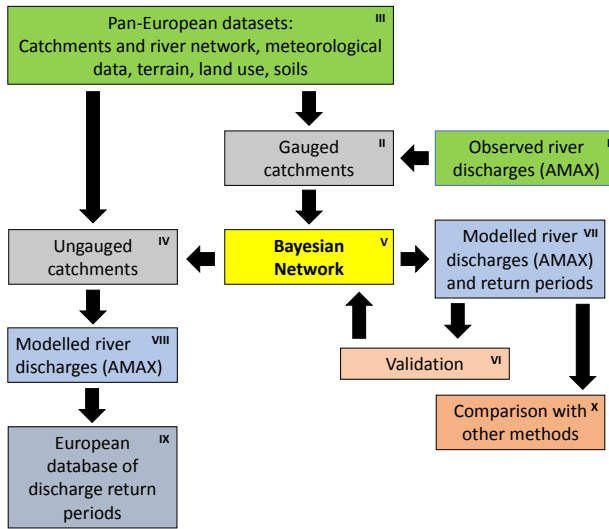 Pan-European datasets: III
Catchments and river network, meteorological
data, terrain, land use, soils
Gauged II
catchments
Observed river I
discharges (AMAX)
Ungauged IV
catchments
Bayesian V
Network
Modelled river VII
discharges (AMAX)
and return periods
Modelled river VIII
discharges (AMAX)
Validation VI
European IX
database of
discharge return
periods
Comparison with X
other methods